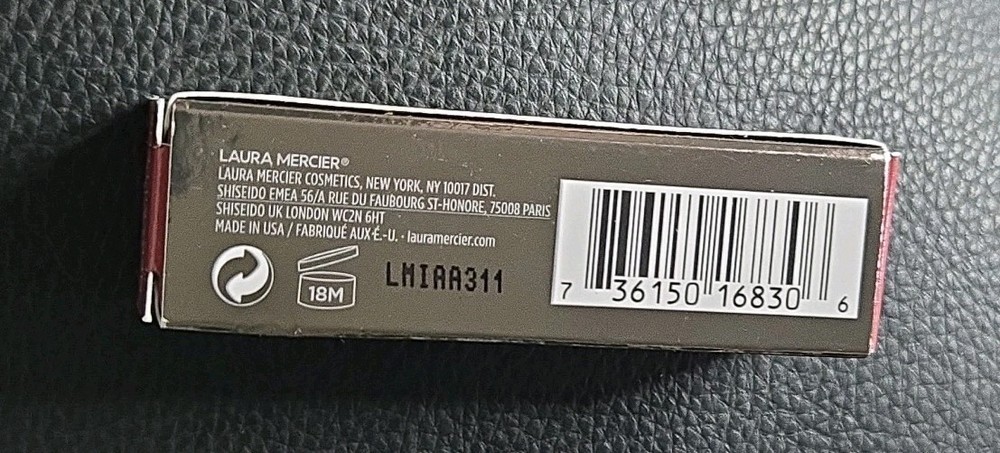 LAURA MERCIER®
LAURA MERCIER COSMETICS, NEW YORK, NY 10017 DIST.
SHISEIDO EMEA 56/A RUE DU FAUBOURG ST-HONORE, 75008 PARIS
SHISEIDO UK LONDON WC2N 6HT
MADE IN USA / FABRIQUÉ AUX É.-U. · lauramercier.com
18M
LMIAA311
7 36150 16830 6